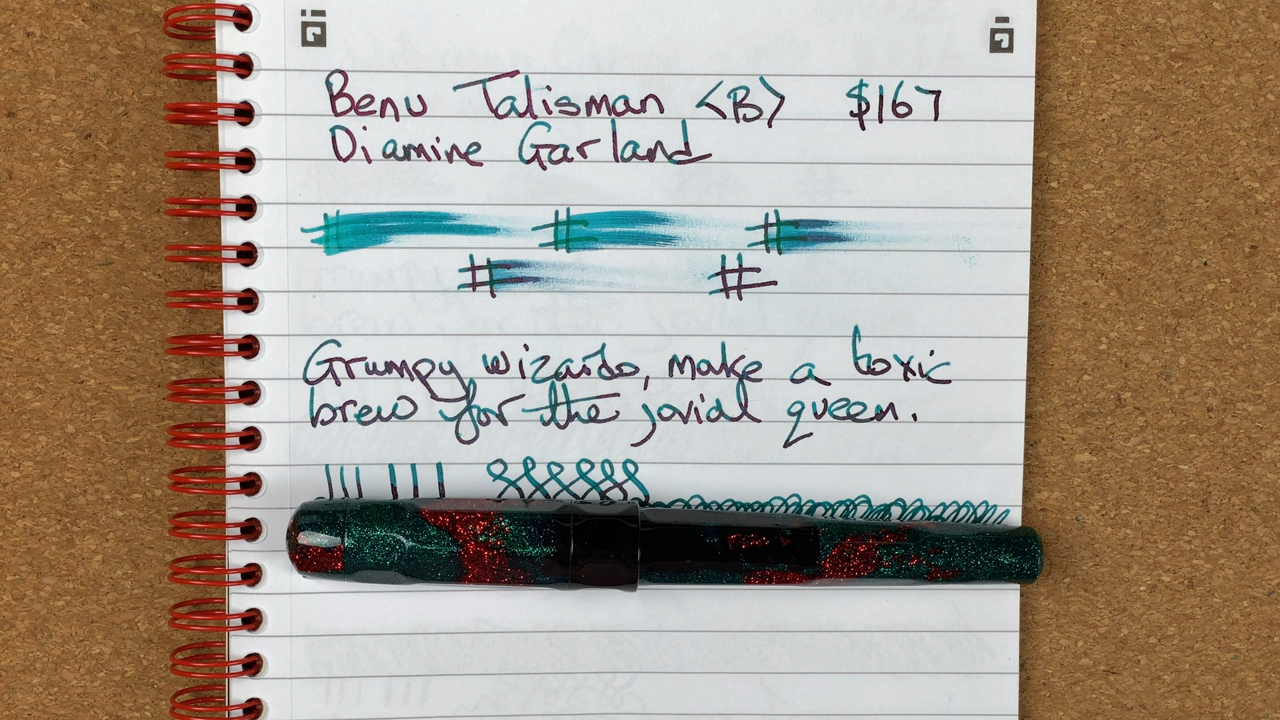 Benu Talisman <B> $167
Diamine Garland
# # #
# #
Grumpy wizards, make a toxic
brew for the jovial queen.